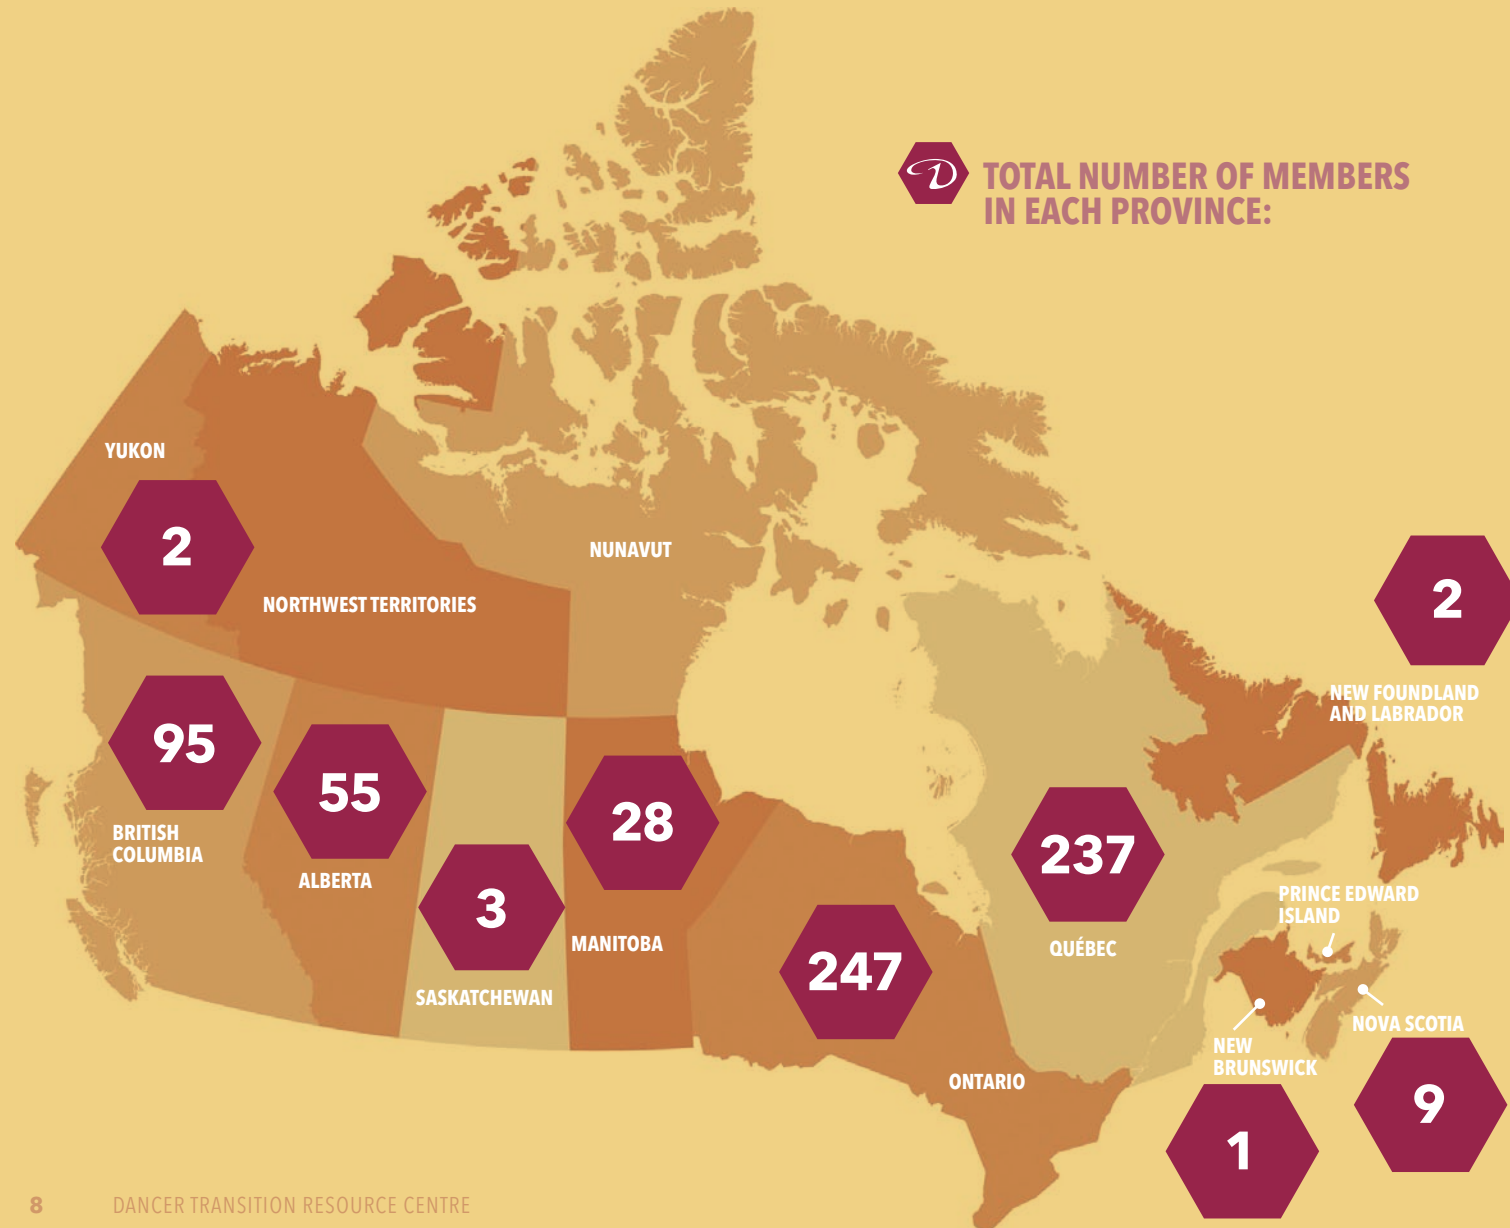 TOTAL NUMBER OF MEMBERS
IN EACH PROVINCE:
YUKON
2
NORTHWEST TERRITORIES
NUNAVUT
2
NEW FOUNDLAND
AND LABRADOR
95
BRITISH
COLUMBIA
55
ALBERTA
3
SASKATCHEWAN
28
MANITOBA
247
ONTARIO
237
QUÉBEC
PRINCE EDWARD
ISLAND
NOVA SCOTIA
9
NEW
BRUNSWICK
1
8 DANCER TRANSITION RESOURCE CENTRE